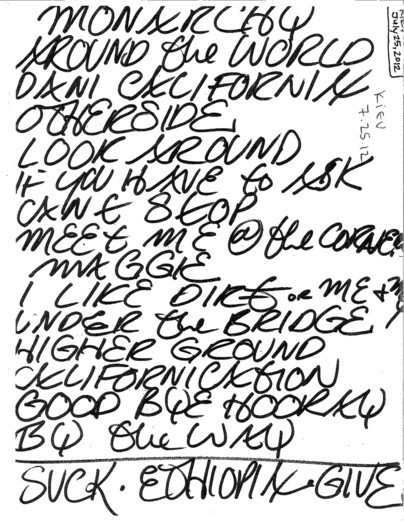 MONARCHY
AROUND the WORLD
DANI CALIFORNIA
OTHERSIDE
LOOK AROUND
IF YOU HAVE to ASK
CAN't STOP
MEEt ME @ the CORNER
MAGGIE
I LIKE DIRt OR ME +
UNDER the BRIDGE /
HIGHER GROUND
CALIFORNICAtION
GOOD BYE HOORAY
BY the WAY
SUCK. EtHIOPIA. GIVE
July 25, 2012
Kiev
7.25.12